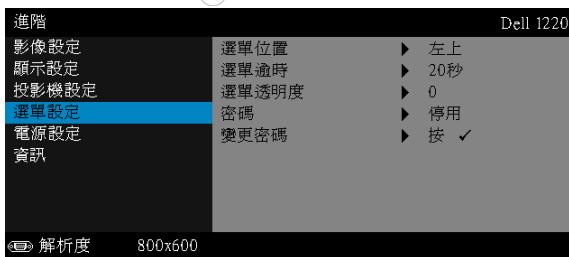 進階 Dell 1220
影像設定
顯示設定
投影機設定
選單設定
電源設定
資訊
選單位置 ▶ 左上
選單逾時 ▶ 20秒
選單透明度 ▶ 0
密碼 ▶ 停用
變更密碼 ▶ 按 ✓
解析度 800x600